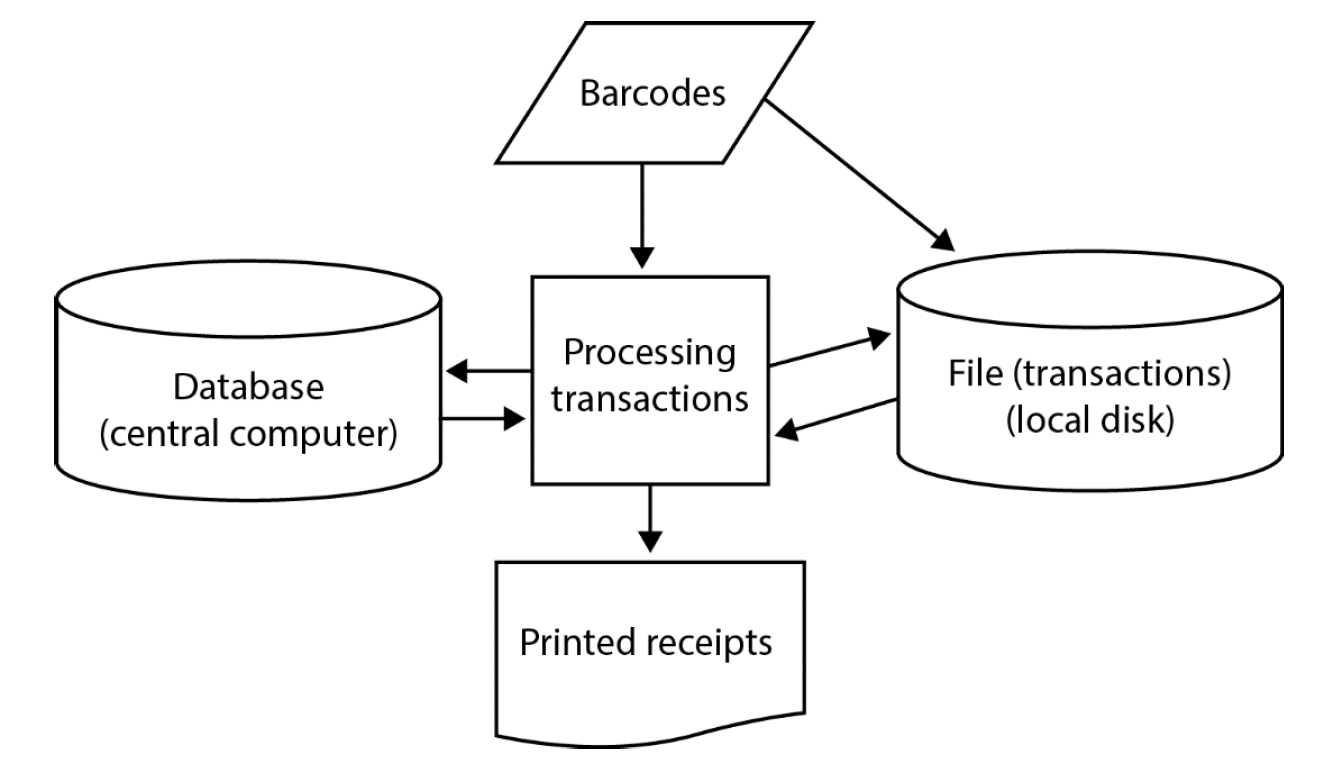 Barcodes
Database
(central computer)
Processing
transactions
File (transactions)
(local disk)
Printed receipts